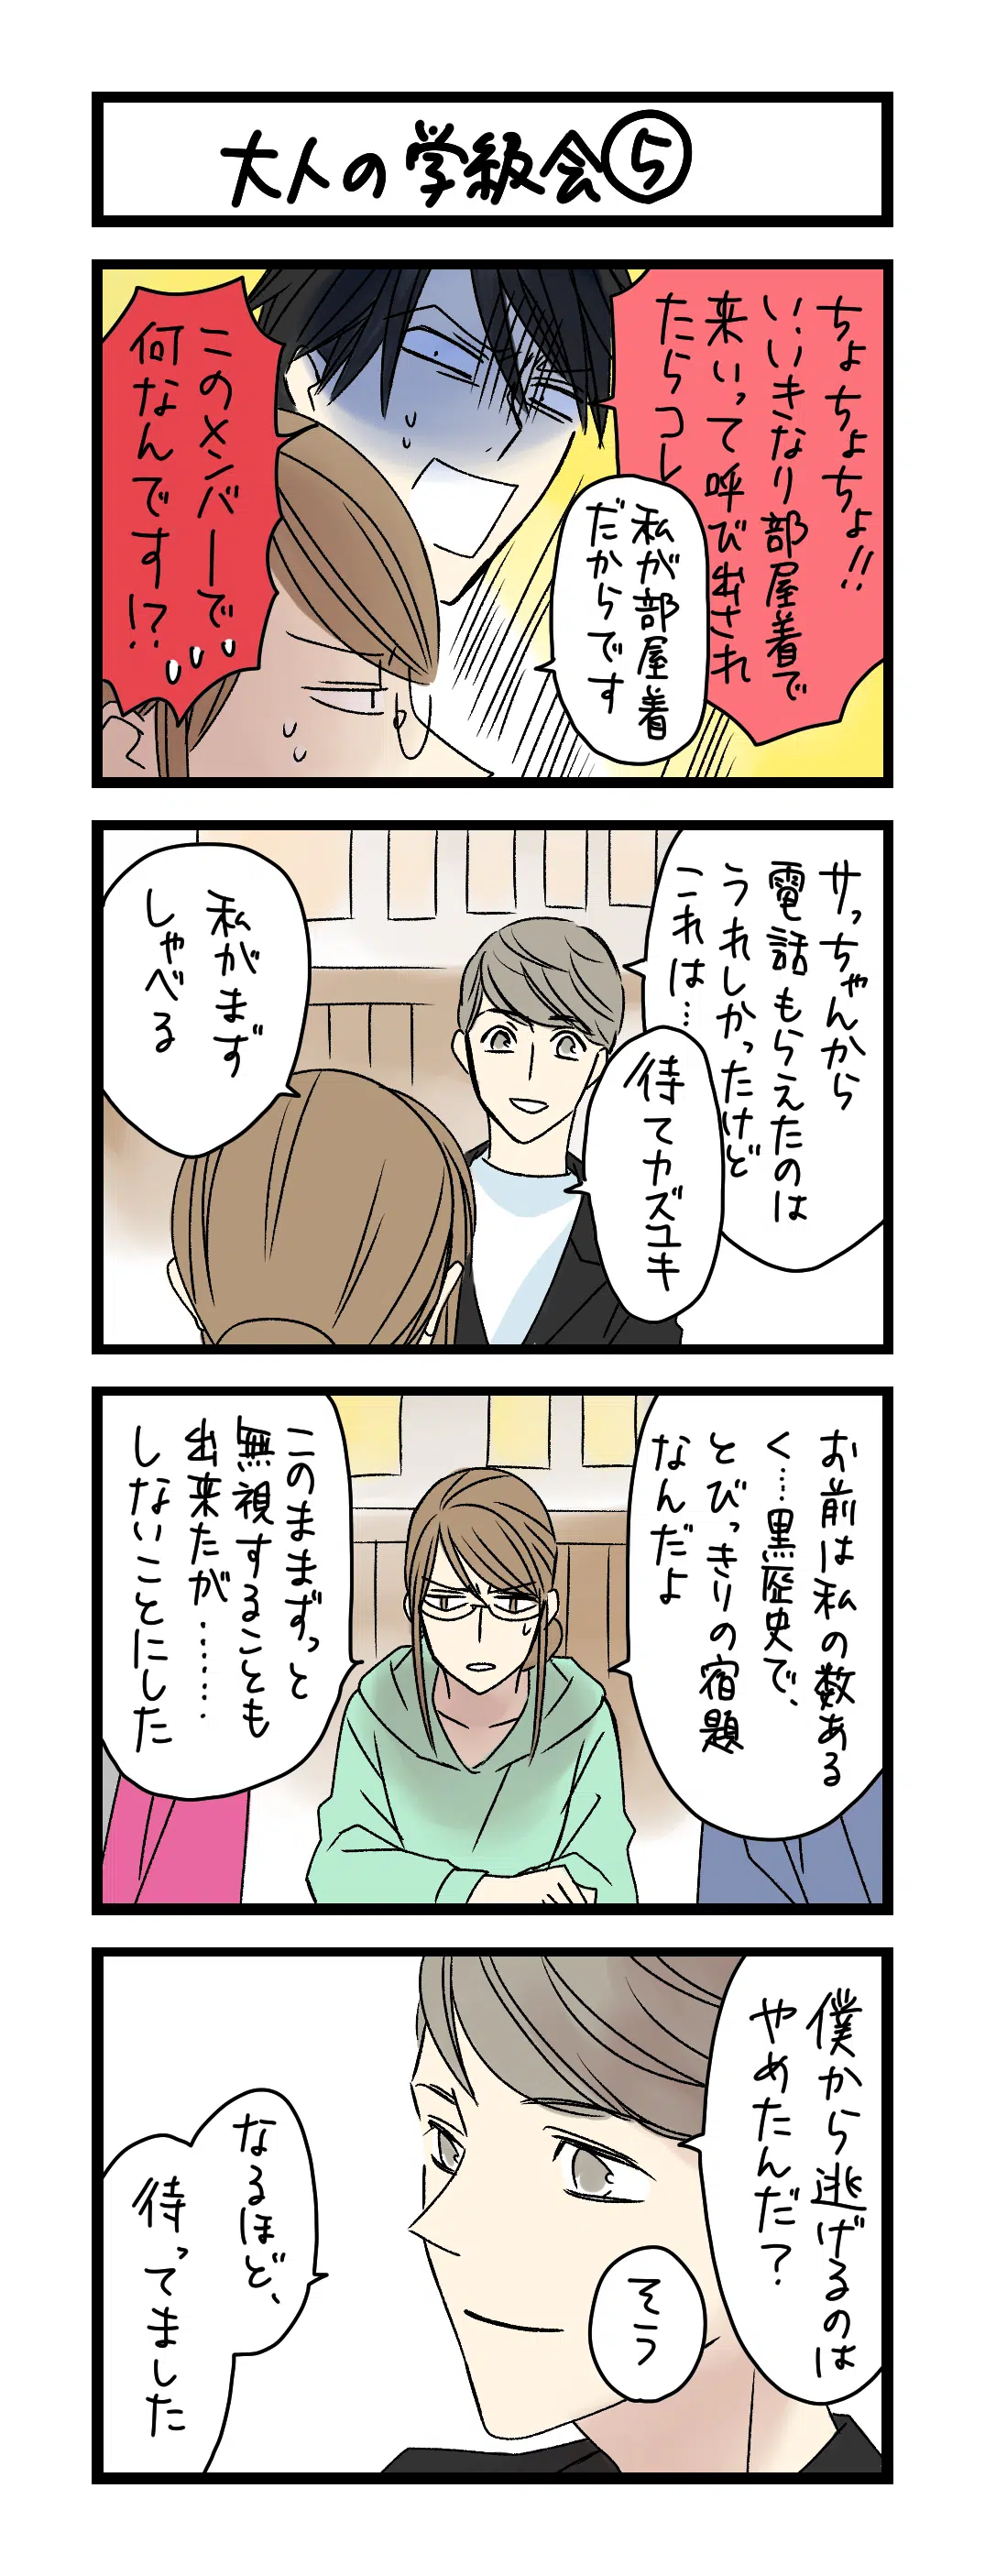 大人の学級会⑤
ちょちょちょ!!
いいきなり部屋着で
来いって呼び出され
たらコレ
私が部屋着
だからです
このメンバーで
何なんです!?
サっちゃんから
電話もらえたのは
うれしかったけど
これは…
待てカズユキ
私がまず
しゃべる
お前は私の数ある
く…黒歴史で、
とびっきりの宿題
なんだよ
このままずっと
無視することも
出来たが……
しないことにした
僕から逃げるのは
やめたんだ?
そう
なるほど、
待ってました